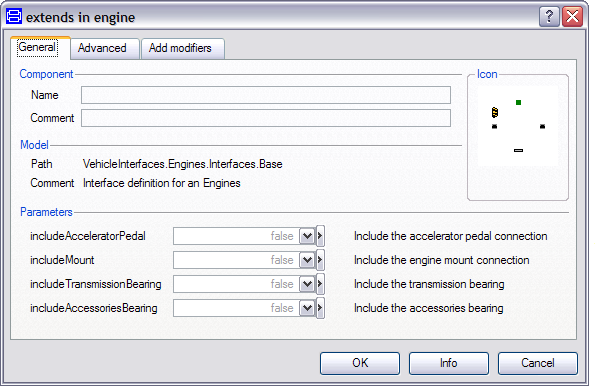 extends in engine
General Advanced Add modifiers
Component Icon
Name
Comment
Model
Path VehicleInterfaces.Engines.Interfaces.Base
Comment Interface definition for an Engines
Parameters
includeAcceleratorPedal false Include the accelerator pedal connection
includeMount false Include the engine mount connection
includeTransmissionBearing false Include the transmission bearing
includeAccessoriesBearing false Include the accessories bearing
OK Info Cancel